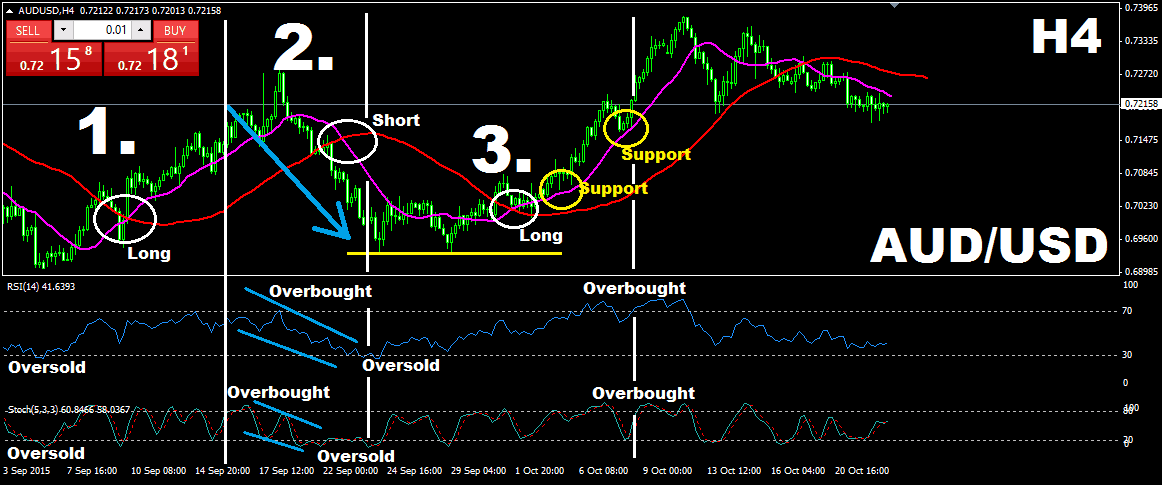 AUDUSD,H4 0.72122 0.72173 0.72013 0.72158
SELL 0.01 BUY
0.72 15 8 0.72 18 1
H4
AUD/USD
1.
2.
3.
Short
Long
Long
Support
Support
0.73965
0.73335
0.72720
0.72158
0.71475
0.70845
0.70230
0.69600
0.68985
RSI(14) 41.6393
Overbought
Overbought
Oversold
Oversold
100
70
30
0
Stoch(5,3,3) 60.8466 58.0367
Overbought
Overbought
Oversold
Oversold
100
80
20
0
3 Sep 2015 7 Sep 16:00 10 Sep 08:00 14 Sep 20:00 17 Sep 12:00 22 Sep 00:00 24 Sep 16:00 29 Sep 04:00 1 Oct 20:00 6 Oct 08:00 9 Oct 00:00 13 Oct 12:00 16 Oct 04:00 20 Oct 16:00